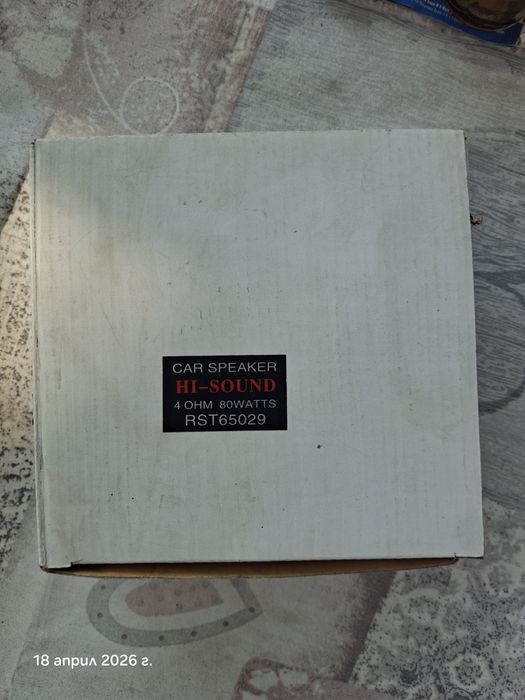 CAR SPEAKER
HI-SOUND
4 OHM 80WATTS
RST65029
18 април 2026 г.